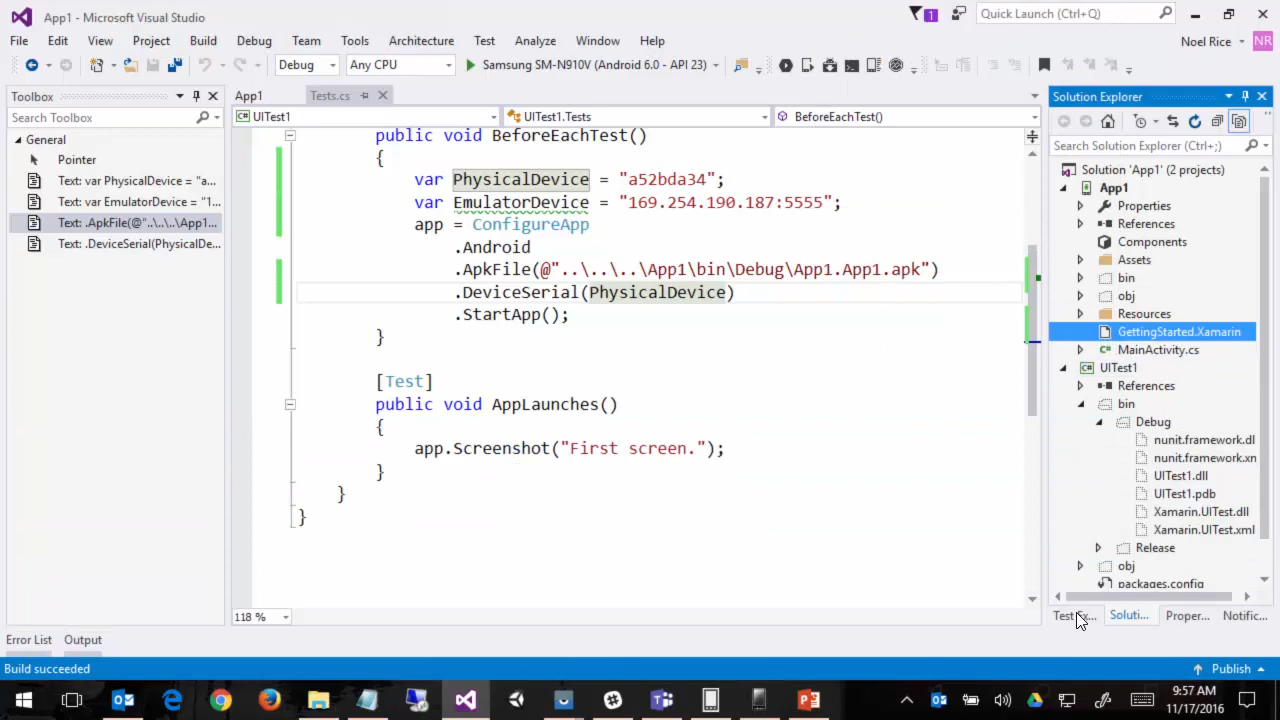 App1 - Microsoft Visual Studio
1
Quick Launch (Ctrl+Q)
File Edit View Project Build Debug Team Tools Architecture Test Analyze Window Help
Noel Rice NR
Debug Any CPU Samsung SM-N910V (Android 6.0 - API 23)
Toolbox
Search Toolbox
General
Pointer
Text: var PhysicalDevice = "a...
Text: var EmulatorDevice = "1...
Text: .ApkFile(@"..\..\..\App1...
Text: .DeviceSerial(PhysicalDe...
App1 Tests.cs
UITest1 UITest1.Tests BeforeEachTest()
public void BeforeEachTest()
{
var PhysicalDevice = "a52bda34";
var EmulatorDevice = "169.254.190.187:5555";
app = ConfigureApp
.Android
.ApkFile(@"..\..\..\App1\bin\Debug\App1.App1.apk")
.DeviceSerial(PhysicalDevice)
.StartApp();
}
[Test]
public void AppLaunches()
{
app.Screenshot("First screen.");
}
}
}
118 %
Solution Explorer
Search Solution Explorer (Ctrl+;)
Solution 'App1' (2 projects)
App1
Properties
References
Components
Assets
bin
obj
Resources
GettingStarted.Xamarin
MainActivity.cs
UITest1
References
bin
Debug
nunit.framework.dl
nunit.framework.xn
UITest1.dll
UITest1.pdb
Xamarin.UITest.dll
Xamarin.UITest.xml
Release
obj
packages.config
Test Ex... Soluti... Proper... Notific...
Error List Output
Build succeeded
Publish
9:57 AM
11/17/2016